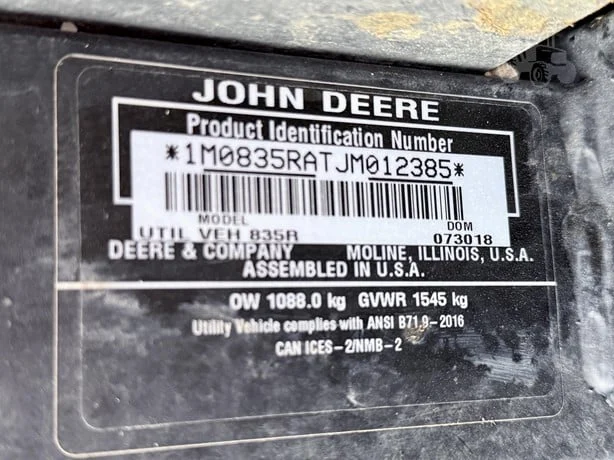 JOHN DEERE
Product Identification Number
*1M0835RATJM012385*
MODEL DOM
UTIL VEH 835R 073018
DEERE & COMPANY MOLINE, ILLINOIS, U.S.A.
ASSEMBLED IN U.S.A.
OW 1088.0 kg GVWR 1545 kg
Utility Vehicle complies with ANSI B71.9-2016
CAN ICES-2/NMB-2